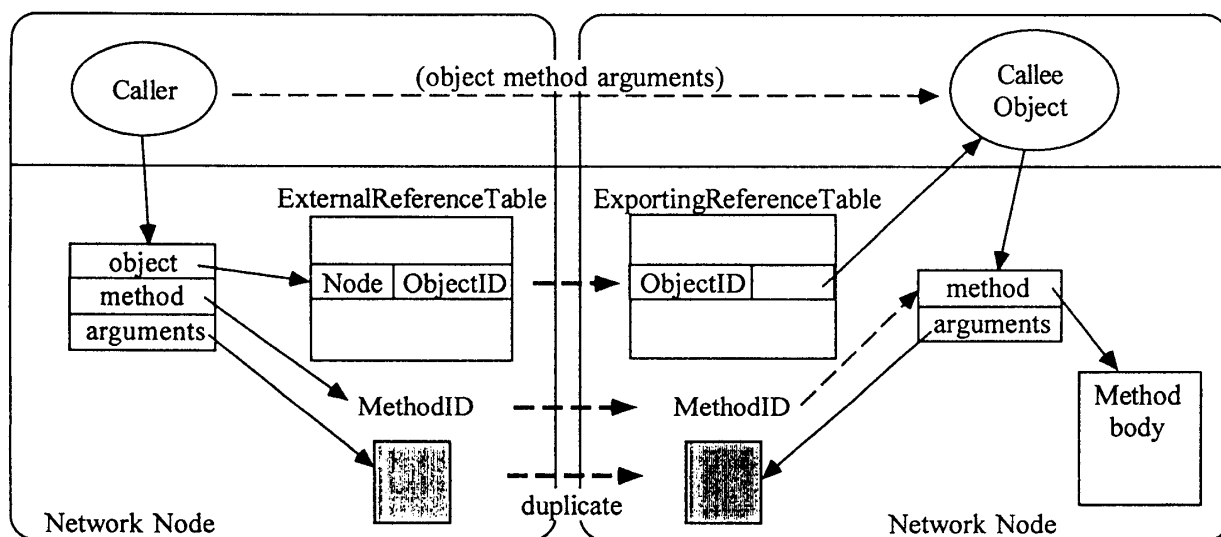 Caller
(object method arguments)
Callee
Object
ExternalReferenceTable
ExportingReferenceTable
object
method
arguments
Node
ObjectID
ObjectID
method
arguments
MethodID
MethodID
Method
body
duplicate
Network Node
Network Node